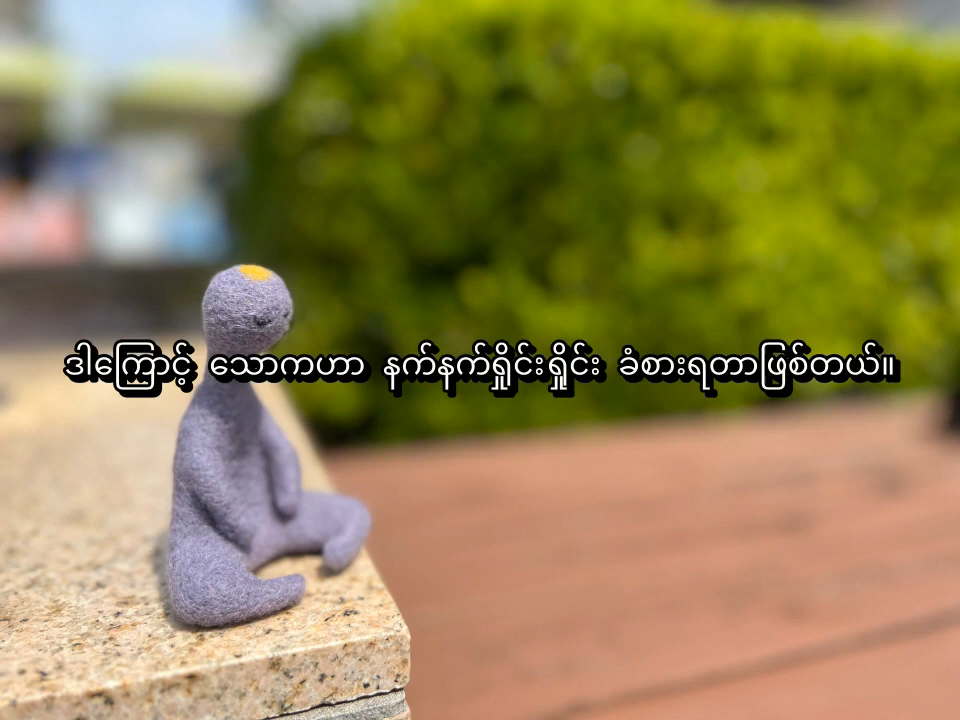 ဒါကြောင့် သောကဟာ နက်နက်ရှိုင်းရှိုင်း ခံစားရတာဖြစ်တယ်။